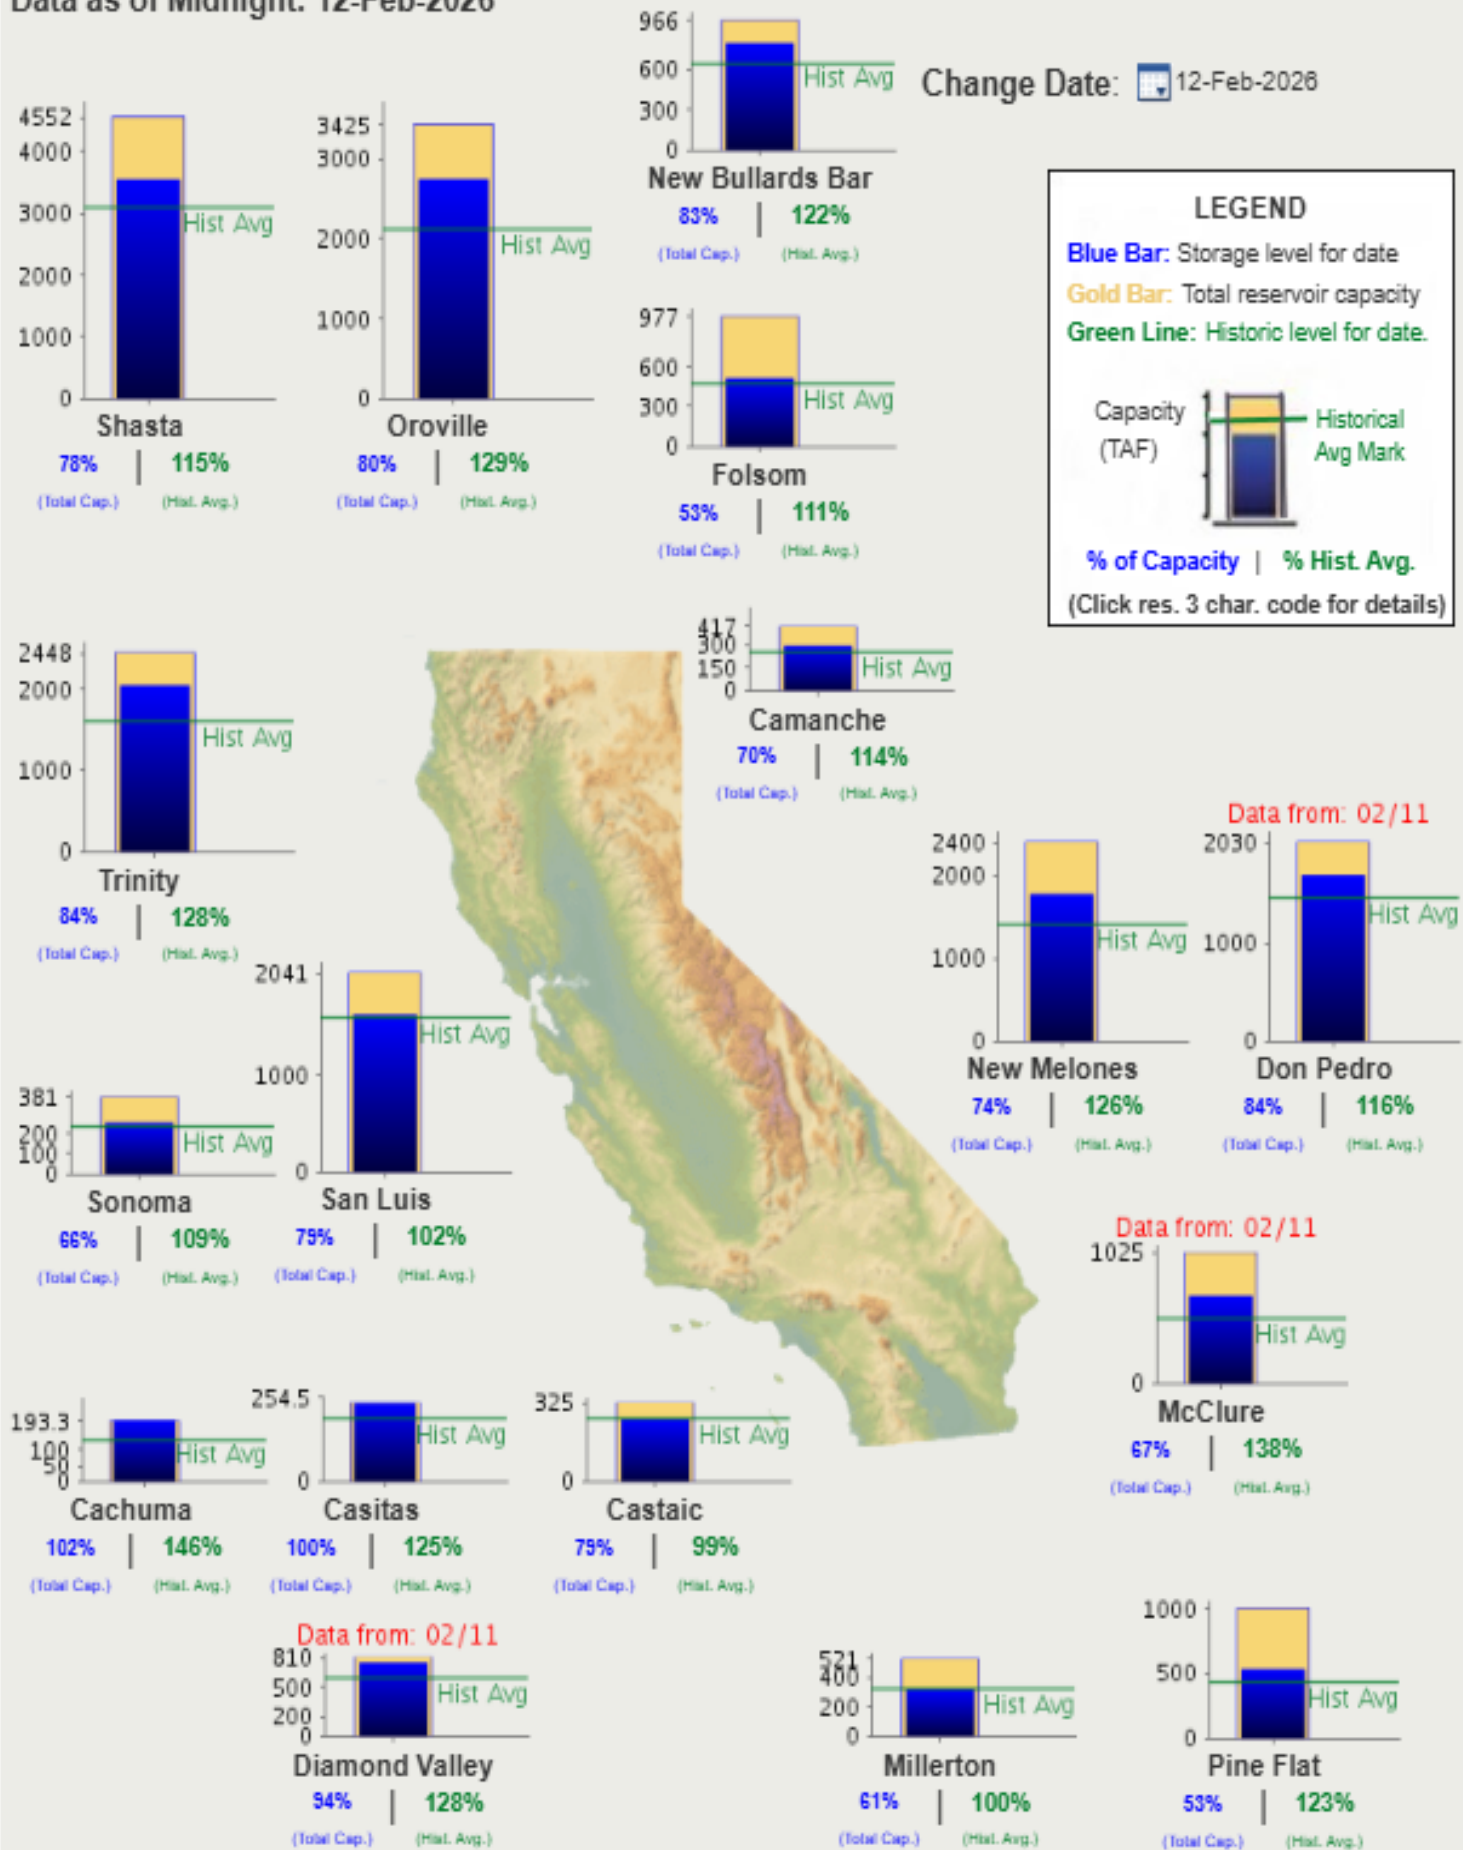 Data as of Midnight: 12-Feb-2026
Change Date: 12-Feb-2026
966
600
300
0
Hist Avg
New Bullards Bar
83% | 122%
(Total Cap.) (Hist. Avg.)
4552
4000
3000
2000
1000
0
Hist Avg
Shasta
78% | 115%
(Total Cap.) (Hist. Avg.)
3425
3000
2000
1000
0
Hist Avg
Oroville
80% | 129%
(Total Cap.) (Hist. Avg.)
977
600
300
0
Hist Avg
Folsom
53% | 111%
(Total Cap.) (Hist. Avg.)
LEGEND
Blue Bar: Storage level for date
Gold Bar: Total reservoir capacity
Green Line: Historic level for date.
Capacity
(TAF)
Historical
Avg Mark
% of Capacity | % Hist. Avg.
(Click res. 3 char. code for details)
417
300
150
0
Hist Avg
Camanche
70% | 114%
(Total Cap.) (Hist. Avg.)
2448
2000
1000
0
Hist Avg
Trinity
84% | 128%
(Total Cap.) (Hist. Avg.)
2400
2000
1000
0
Hist Avg
New Melones
74% | 126%
(Total Cap.) (Hist. Avg.)
Data from: 02/11
2030
1000
0
Hist Avg
Don Pedro
84% | 116%
(Total Cap.) (Hist. Avg.)
2041
1000
0
Hist Avg
San Luis
79% | 102%
(Total Cap.) (Hist. Avg.)
381
200
100
0
Hist Avg
Sonoma
66% | 109%
(Total Cap.) (Hist. Avg.)
Data from: 02/11
1025
0
Hist Avg
McClure
67% | 138%
(Total Cap.) (Hist. Avg.)
193.3
100
50
0
Hist Avg
Cachuma
102% | 146%
(Total Cap.) (Hist. Avg.)
254.5
0
Hist Avg
Casitas
100% | 125%
(Total Cap.) (Hist. Avg.)
325
0
Hist Avg
Castaic
79% | 99%
(Total Cap.) (Hist. Avg.)
Data from: 02/11
810
500
200
0
Hist Avg
Diamond Valley
94% | 128%
(Total Cap.) (Hist. Avg.)
521
400
200
0
Hist Avg
Millerton
61% | 100%
(Total Cap.) (Hist. Avg.)
1000
500
0
Hist Avg
Pine Flat
53% | 123%
(Total Cap.) (Hist. Avg.)